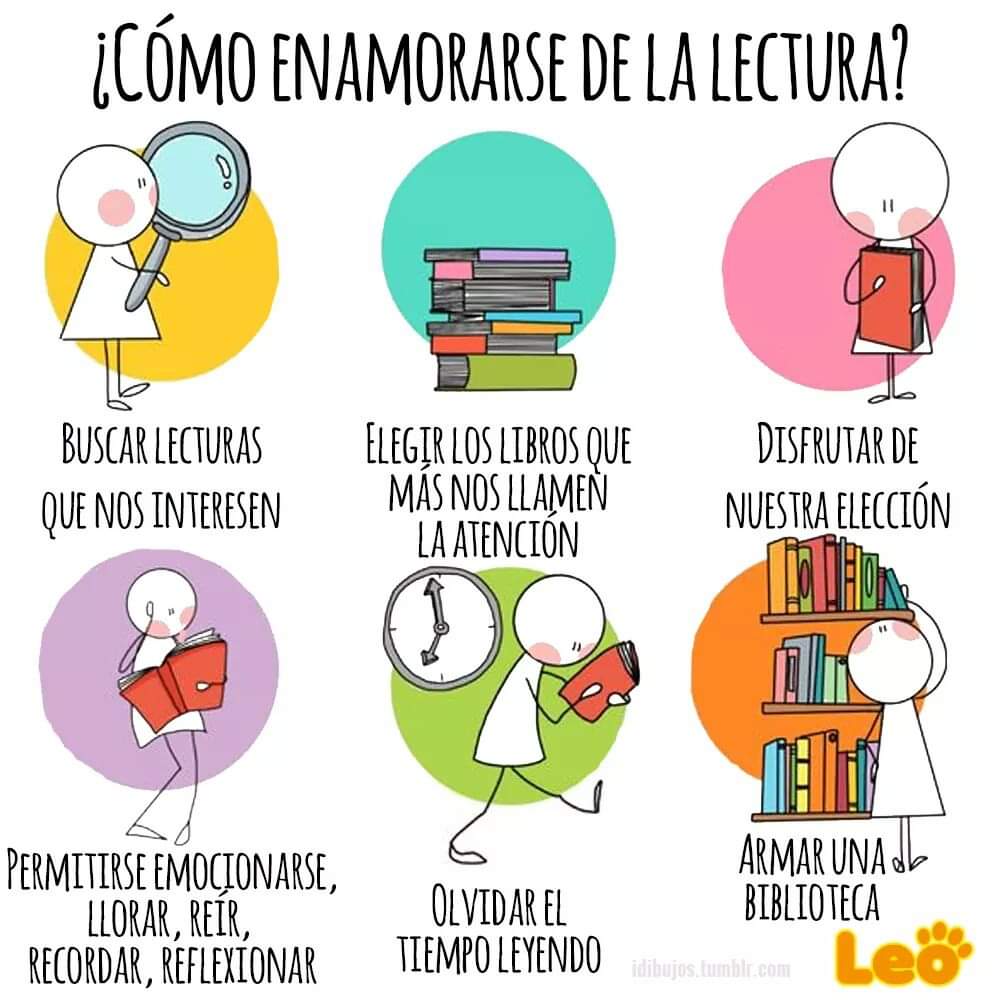 ¿CÓMO ENAMORARSE DE LA LECTURA?
BUSCAR LECTURAS
QUE NOS INTERESEN
ELEGIR LOS LIBROS QUE
MÁS NOS LLAMEN
LA ATENCIÓN
DISFRUTAR DE
NUESTRA ELECCIÓN
PERMITIRSE EMOCIONARSE,
LLORAR, REÍR,
RECORDAR, REFLEXIONAR
OLVIDAR EL
TIEMPO LEYENDO
ARMAR UNA
BIBLIOTECA
idibujos.tumblr.com
Leo